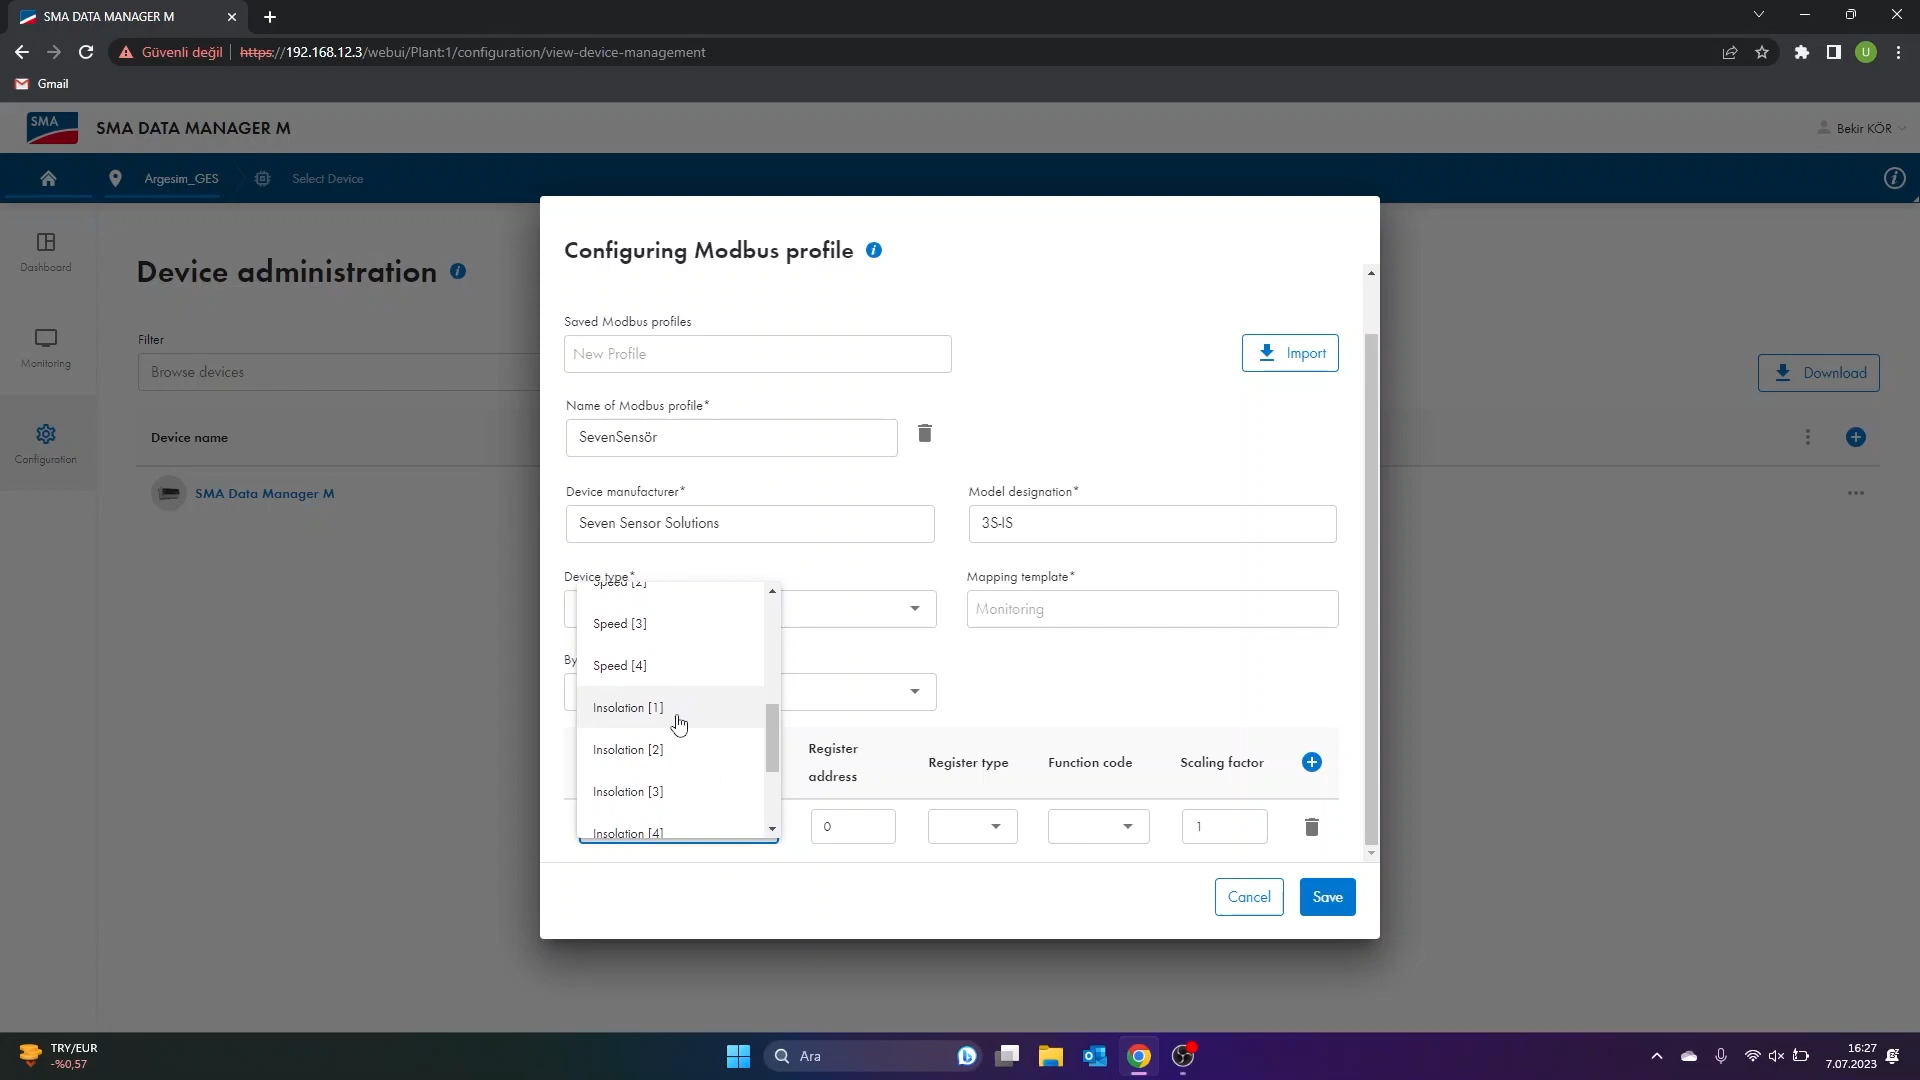 SMA DATA MANAGER M
Güvenli değil
https://192.168.12.3/webui/Plant:1/configuration/view-device-management
U
Gmail
SMA
SMA DATA MANAGER M
Bekir KÖR
Argesim_GES
Select Device
Dashboard
Monitoring
Configuration
Device administration
Filter
Browse devices
Download
Device name
SMA Data Manager M
Configuring Modbus profile
Saved Modbus profiles
New Profile
Import
Name of Modbus profile*
SevenSensör
Device manufacturer*
Seven Sensor Solutions
Model designation*
3S-IS
Device type*
Mapping template*
Monitoring
By
Speed [2]
Speed [3]
Speed [4]
Insolation [1]
Insolation [2]
Insolation [3]
Insolation [4]
Register address
Register type
Function code
Scaling factor
0
1
Cancel
Save
TRY/EUR
-%0,57
Ara
16:27
7.07.2023